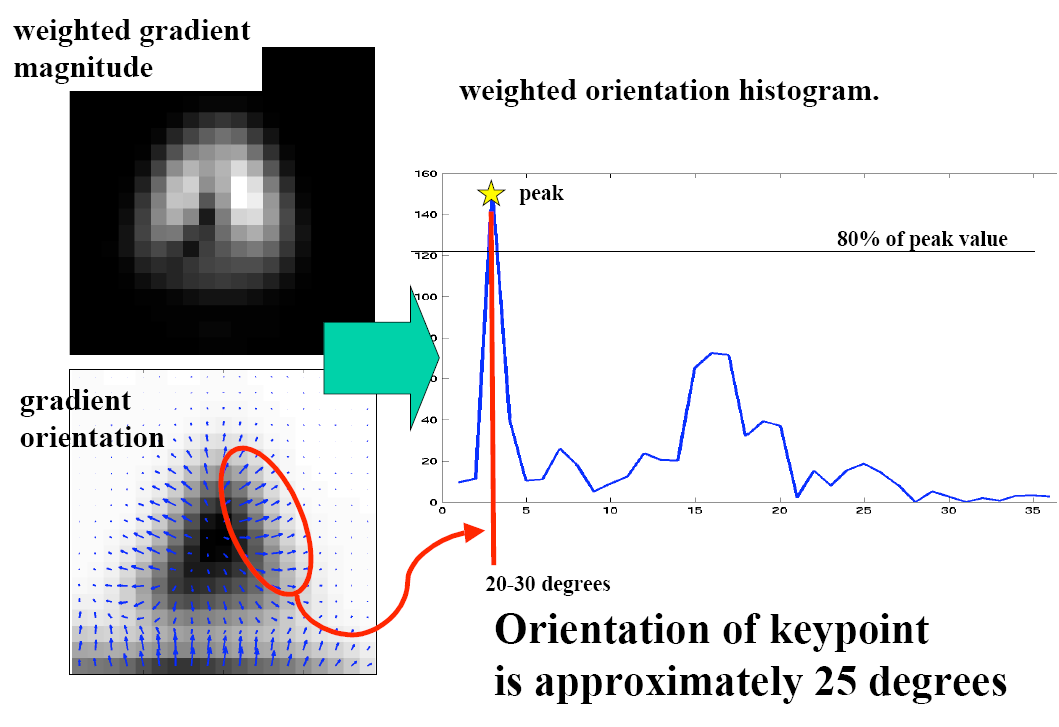 weighted gradient
magnitude
weighted orientation histogram.
160
peak
140
80% of peak value
120
100
40
20
0
0 5 10 15 20 25 30 35
gradient
orientation
20-30 degrees
Orientation of keypoint
is approximately 25 degrees